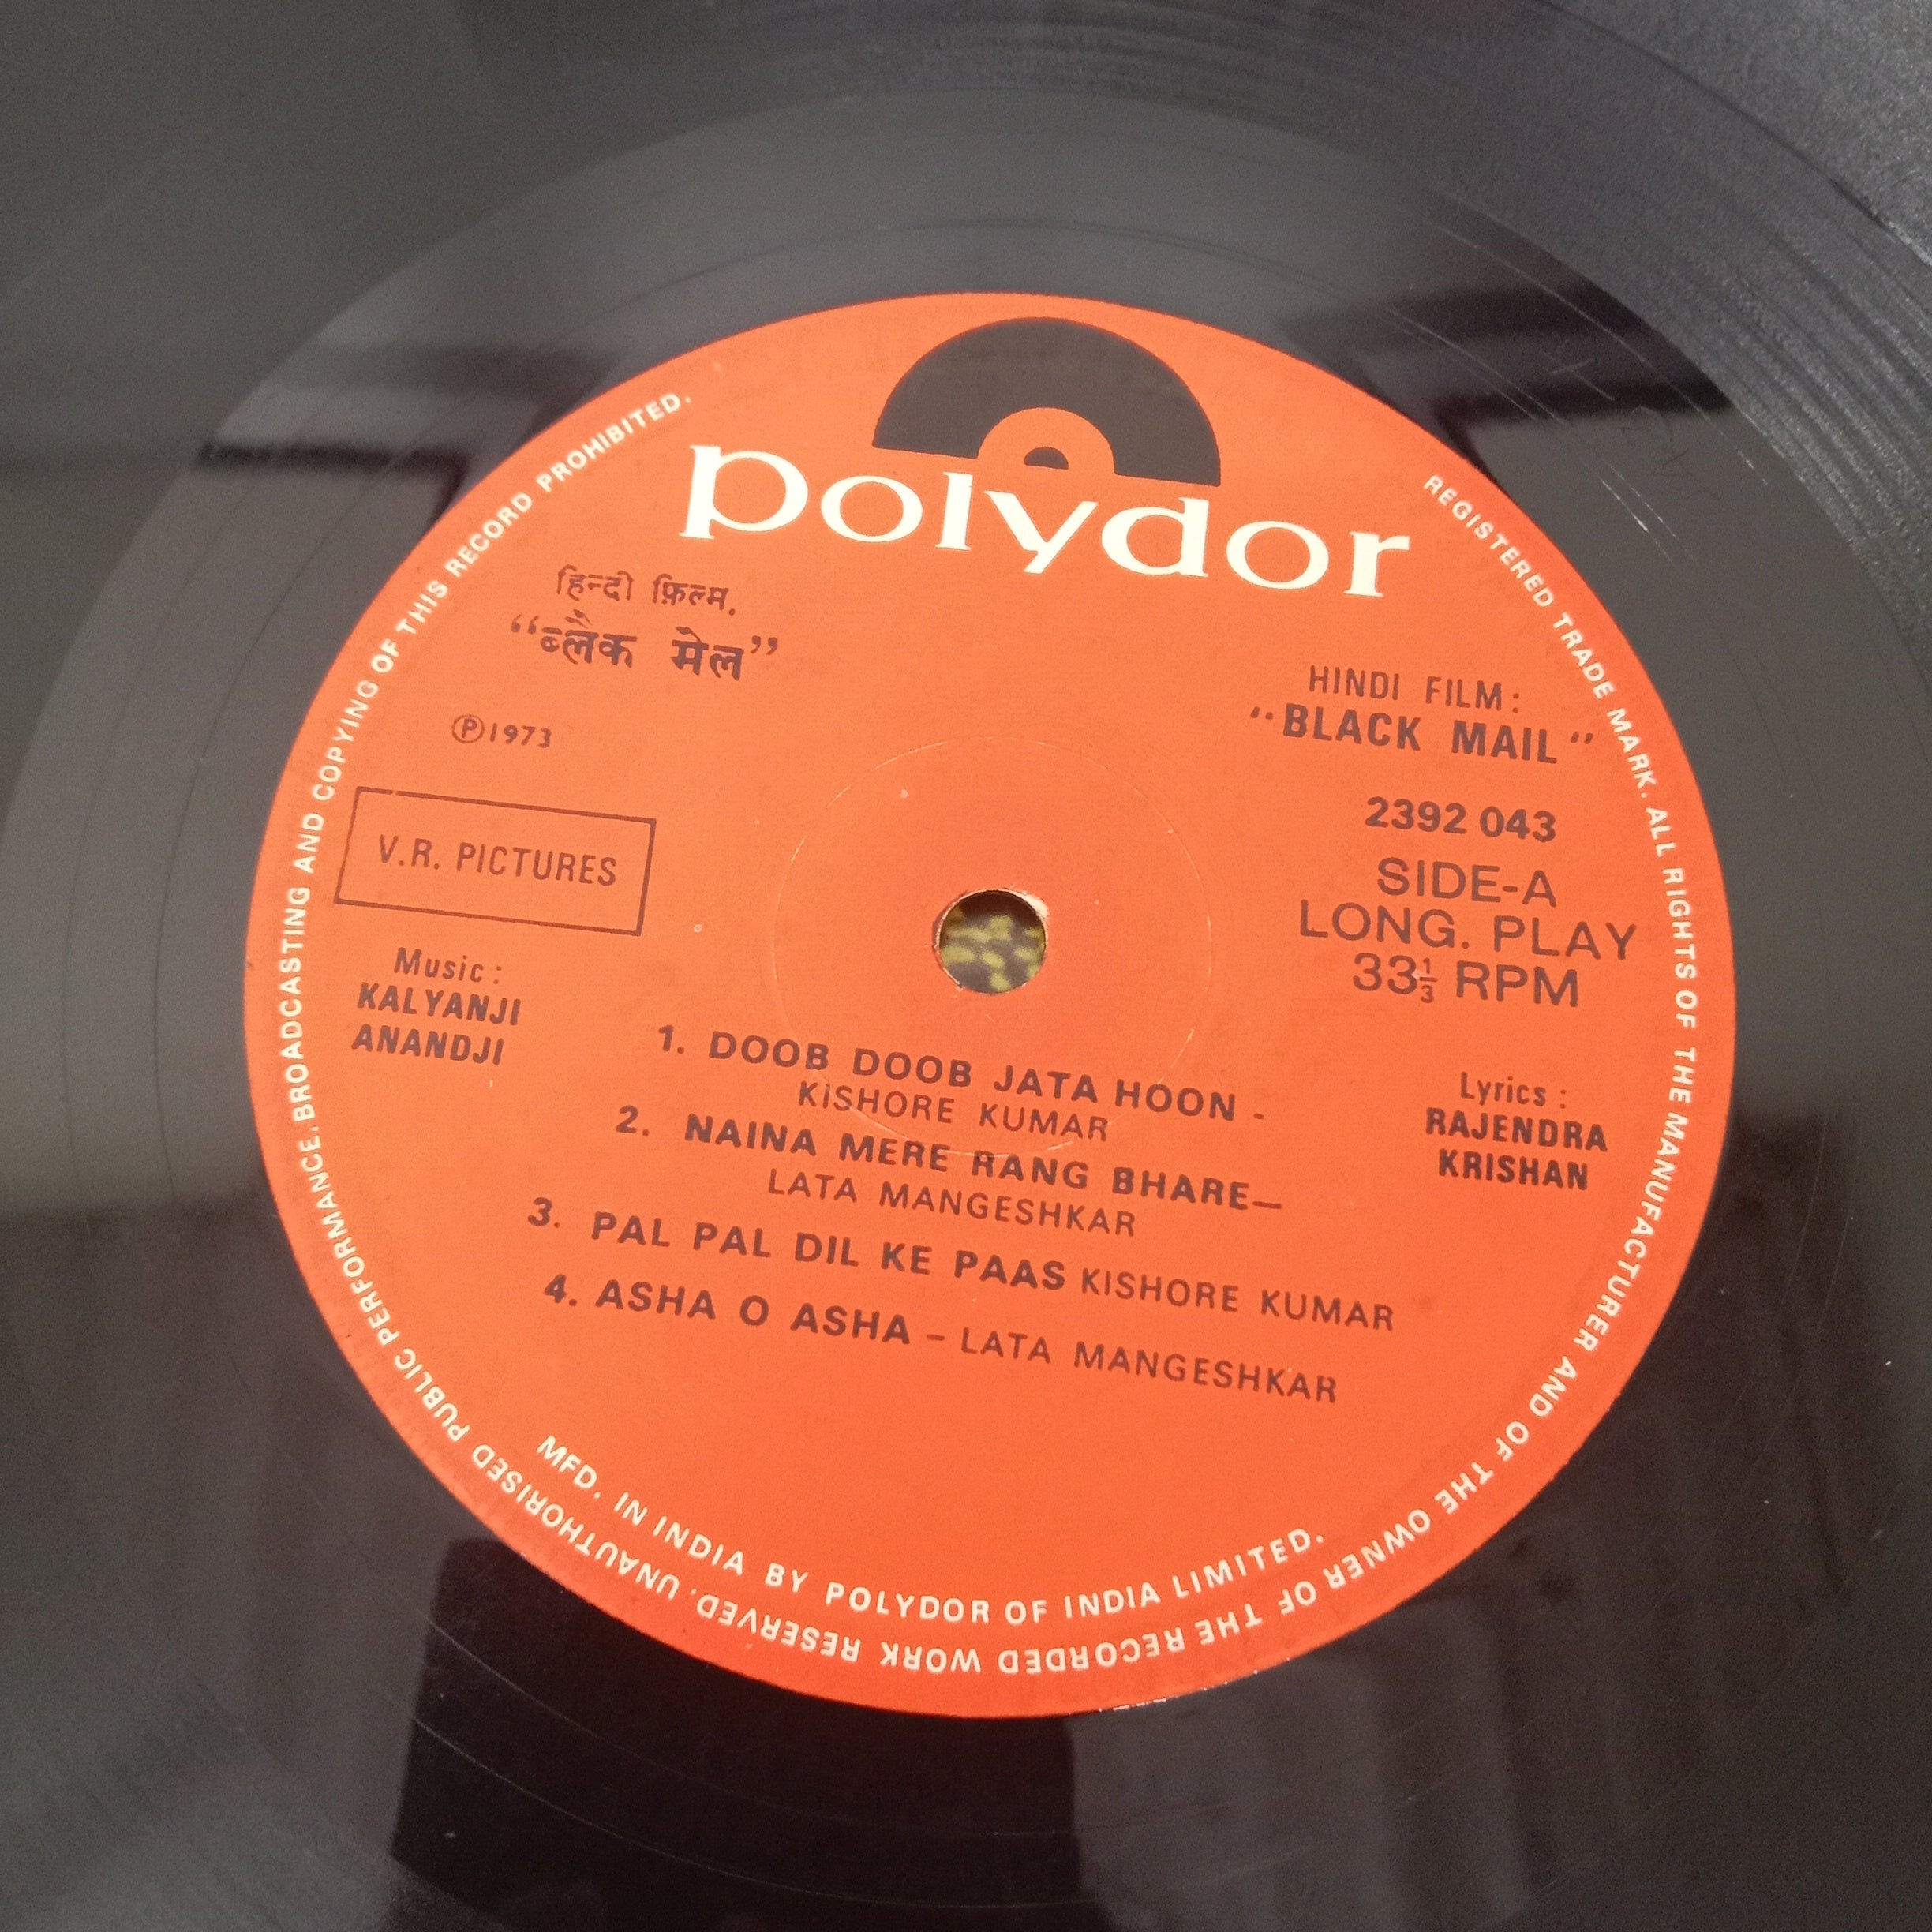 polydor
REGISTERED TRADE MARK. ALL RIGHTS OF THE MANUFACTURER AND OF THE OWNER OF THE RECORDED WORK RESERVED. UNAUTHORISED PUBLIC PERFORMANCE. BROADCASTING AND COPYING OF THIS RECORD PROHIBITED.
हिन्दी फ़िल्म.
“ब्लैक मेल”
Ⓟ1973
V.R. PICTURES
Music :
KALYANJI
ANANDJI
HINDI FILM :
"BLACK MAIL"
2392 043
SIDE-A
LONG. PLAY
33⅓ RPM
Lyrics :
RAJENDRA
KRISHAN
1. DOOB DOOB JATA HOON -
KISHORE KUMAR
2. NAINA MERE RANG BHARE—
LATA MANGESHKAR
3. PAL PAL DIL KE PAAS KISHORE KUMAR
4. ASHA O ASHA – LATA MANGESHKAR
MFD. IN INDIA BY POLYDOR OF INDIA LIMITED.